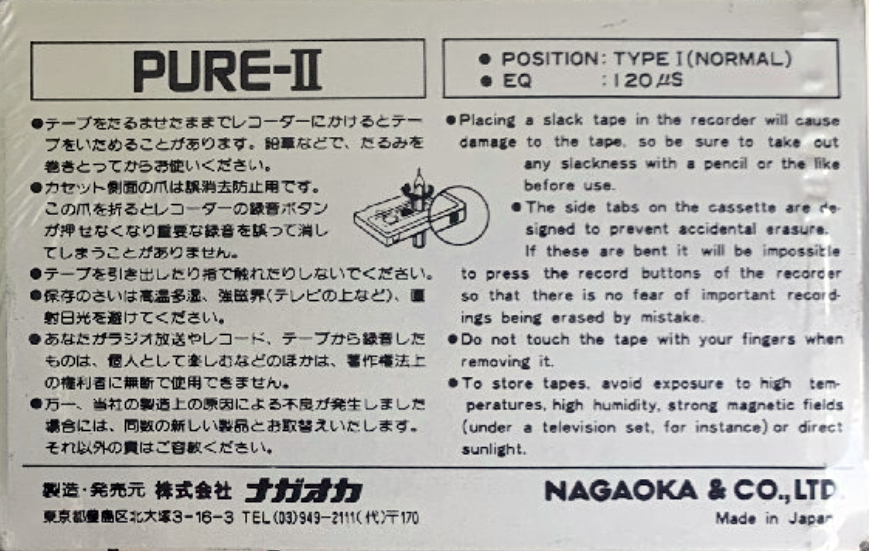 PURE-II
● POSITION: TYPE I (NORMAL)
● EQ :120μS
●テープをたるませたままでレコーダーにかけるとテー
プをいためることがあります。鉛筆などで、たるみを
巻きとってからお使いください。
●カセット側面の爪は誤消去防止用です。
この爪を折るとレコーダーの録音ボタン
が押せなくなり重要な録音を誤って消し
てしまうことがありません。
●テープを引き出したり指で触れたりしないでください。
●保存のさいは高温多湿、強磁界(テレビの上など)、直
射日光を避けてください。
●あなたがラジオ放送やレコード、テープから録音した
ものは、個人として楽しむなどのほかは、著作権法上
の権利者に無断で使用できません。
●万一、当社の製造上の原因による不良が発生しました
場合には、同数の新しい製品とお取替えいたします。
それ以外の責はご容赦ください。
●Placing a slack tape in the recorder will cause
damage to the tape, so be sure to take out
any slackness with a pencil or the like
before use.
●The side tabs on the cassette are de-
signed to prevent accidental erasure.
If these are bent it will be impossible
to press the record buttons of the recorder
so that there is no fear of important record-
ings being erased by mistake.
●Do not touch the tape with your fingers when
removing it.
●To store tapes, avoid exposure to high tem-
peratures, high humidity, strong magnetic fields
(under a television set, for instance) or direct
sunlight.
製造・発売元 株式会社 ナガオカ
東京都豊島区北大塚3-16-3 TEL(03)949-2111(代)〒170
NAGAOKA & CO., LTD.
Made in Japan